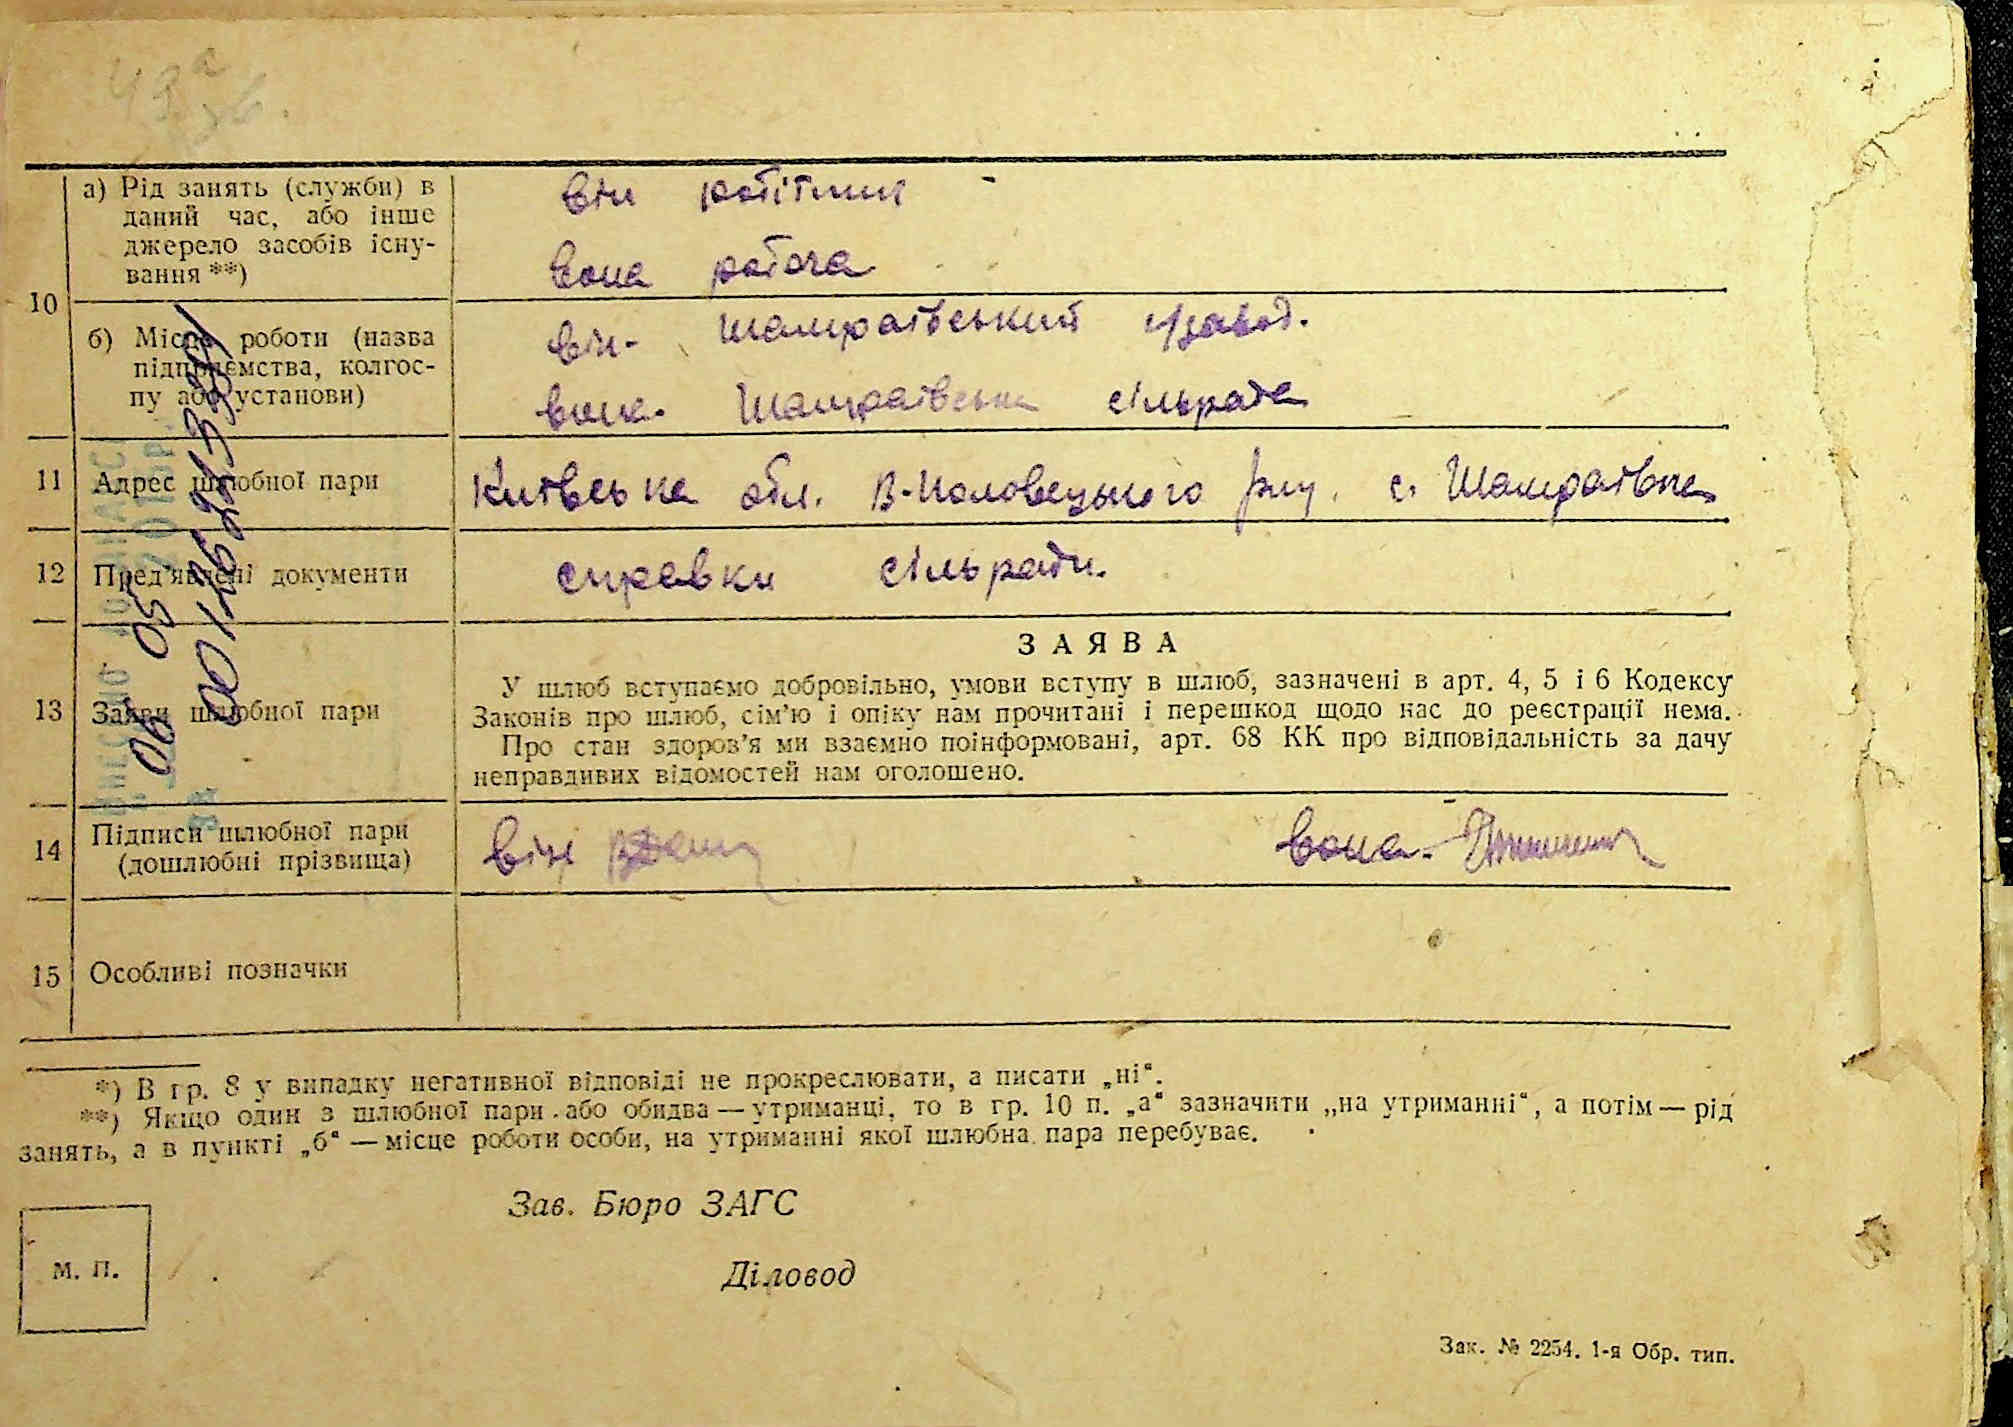 43 а
зв.
10
а) Рід занять (служби) в
даний час, або інше
джерело засобів існу-
вання **)
він робітник
вона робоча
б) Місце роботи (назва
підприємства, колгос-
пу або установи)
він - Шамраївський ц/завод.
вона. Шамраївська сільрада
11 Адрес шлюбної пари
Київська обл. В-Половецького р-ну. с. Шамраївка
12 Пред'явлені документи
справки сільради.
13 Заяви шлюбної пари
ЗАЯВА
У шлюб вступаємо добровільно, умови вступу в шлюб, зазначені в арт. 4, 5 і 6 Кодексу
Законів про шлюб, сім'ю і опіку нам прочитані і перешкод щодо нас до реєстрації нема.
Про стан здоров'я ми взаємно поінформовані, арт. 68 КК про відповідальність за дачу
неправдивих відомостей нам оголошено.
14 Підписи шлюбної пари
(дошлюбні прізвища)
він
вона -
15 Особливі позначки
*) В гр. 8 у випадку негативної відповіді не прокреслювати, а писати „ні“.
**) Якщо один з шлюбної пари або обидва — утриманці, то в гр. 10 п. „а“ зазначити „на утриманні“, а потім — рід
занять, а в пункті „б“ — місце роботи особи, на утриманні якої шлюбна пара перебуває.
Зав. Бюро ЗАГС
Діловод
М. П.
Зак. № 2254. 1-я Обр. тип.